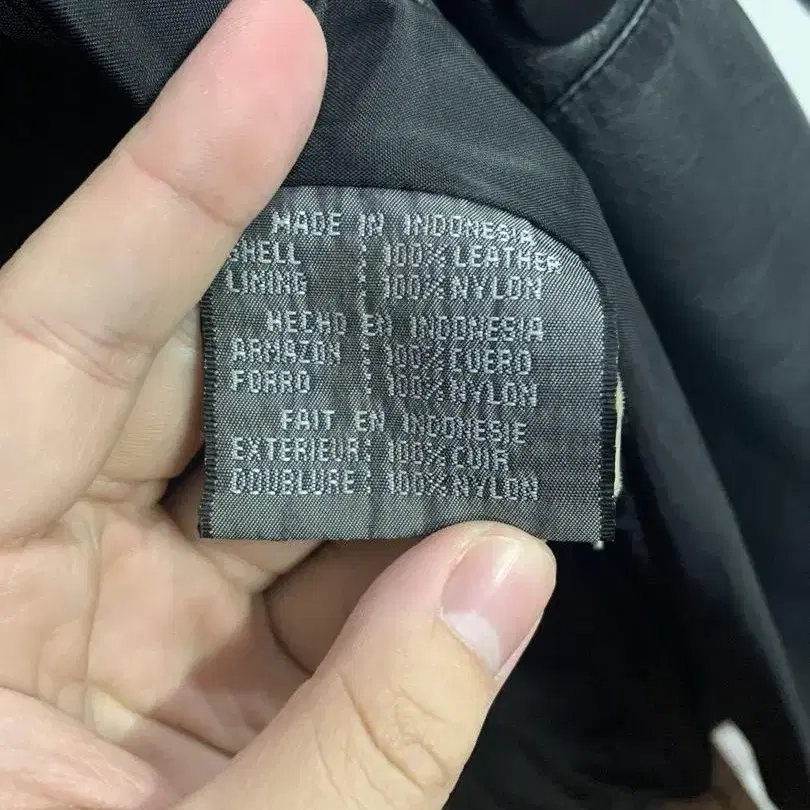 MADE IN INDONESIA
SHELL : 100% LEATHER
LINING : 100% NYLON
HECHO EN INDONESIA
ARMAZON : 100% CUERO
FORRO : 100% NYLON
FAIT EN INDONESIE
EXTERIEUR : 100% CUIR
DOUBLURE : 100% NYLON